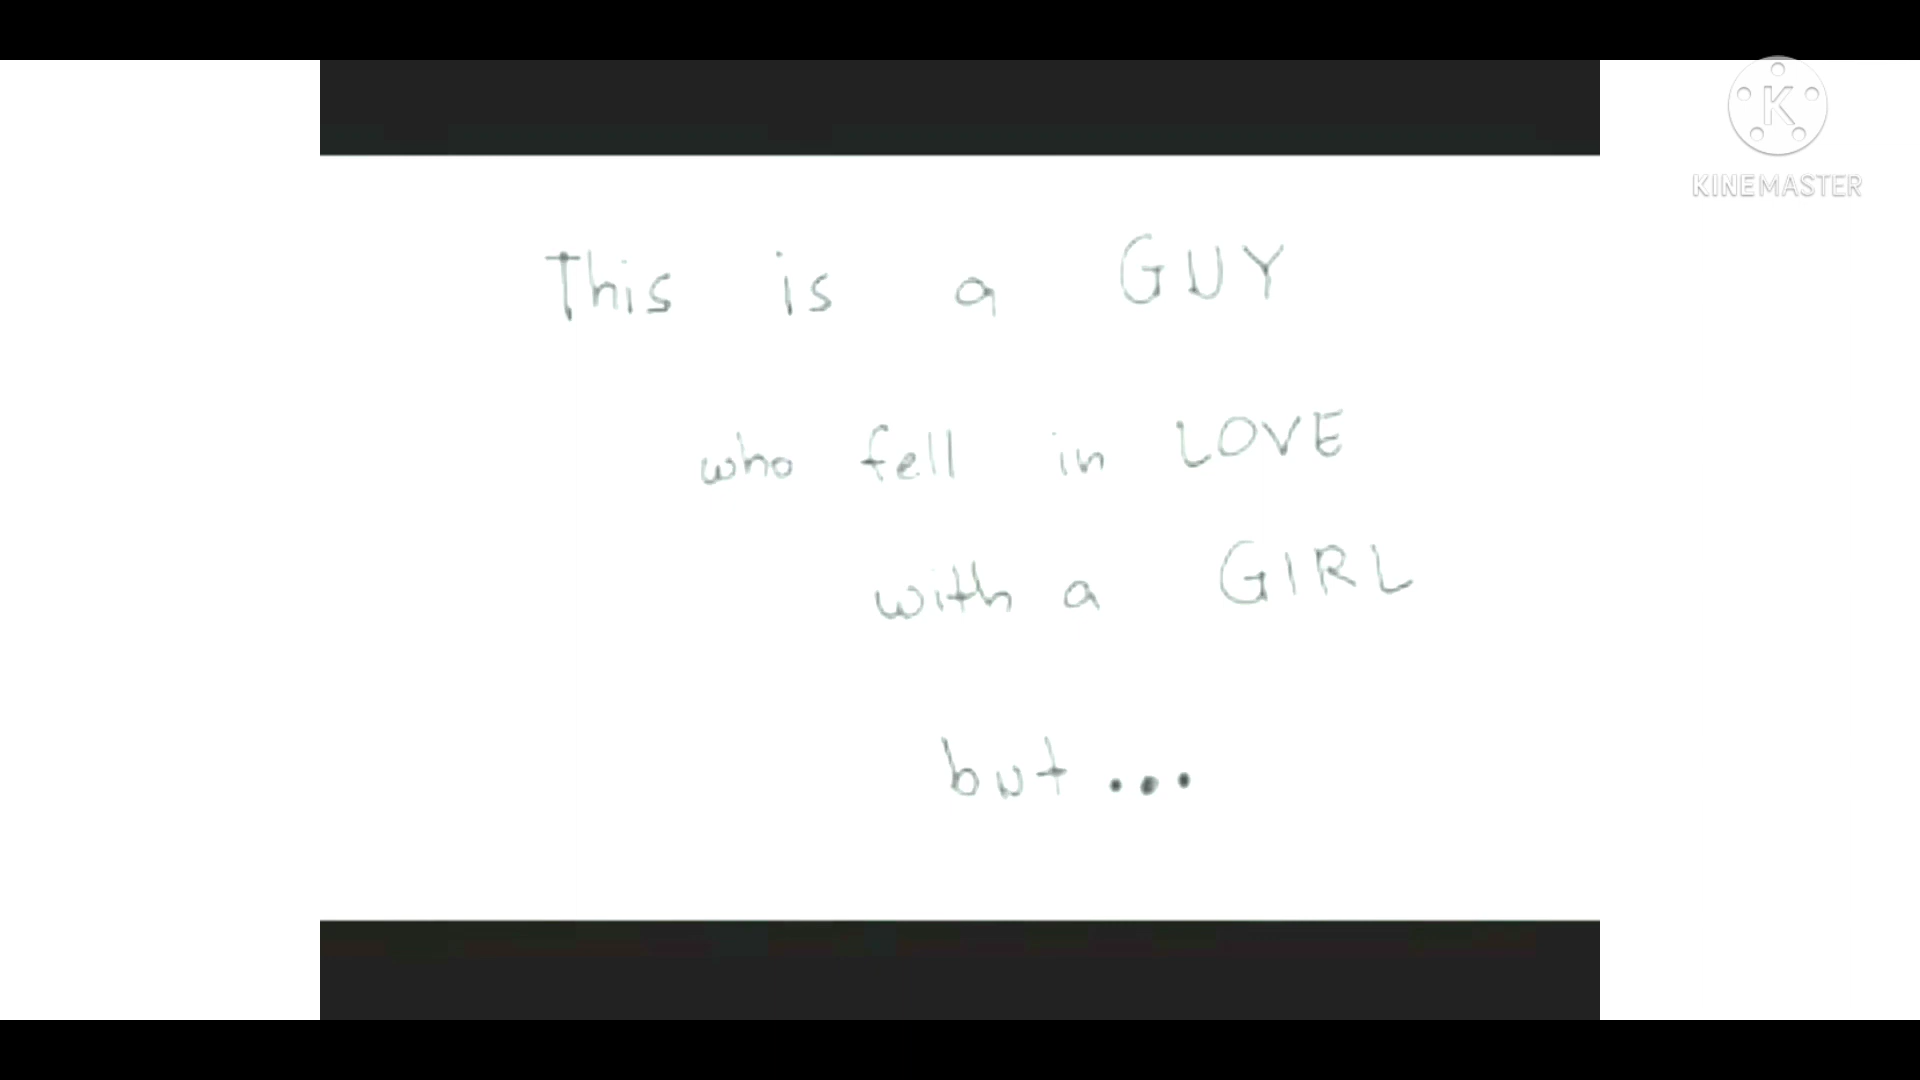 KINEMASTER
This is a GUY
who fell in LOVE
with a GIRL
but...